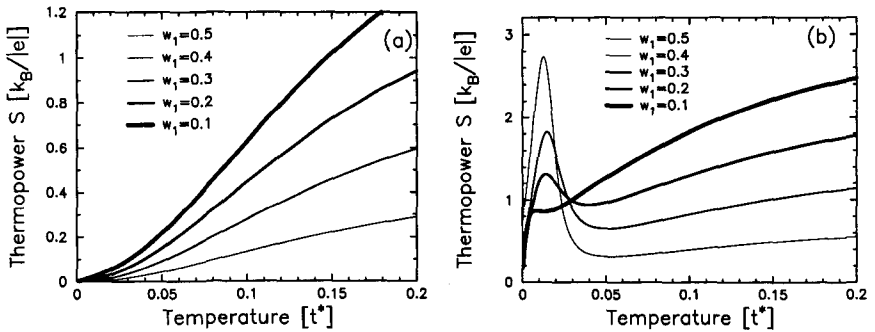 (a)
Thermopower S [k_B/|e|]
1.2
1
0.8
0.6
0.4
0.2
0
w_1=0.5
w_1=0.4
w_1=0.3
w_1=0.2
w_1=0.1
0 0.05 0.1 0.15 0.2
Temperature [t*]
(b)
Thermopower S [k_B/|e|]
3
2
1
0
w_1=0.5
w_1=0.4
w_1=0.3
w_1=0.2
w_1=0.1
0 0.05 0.1 0.15 0.2
Temperature [t*]